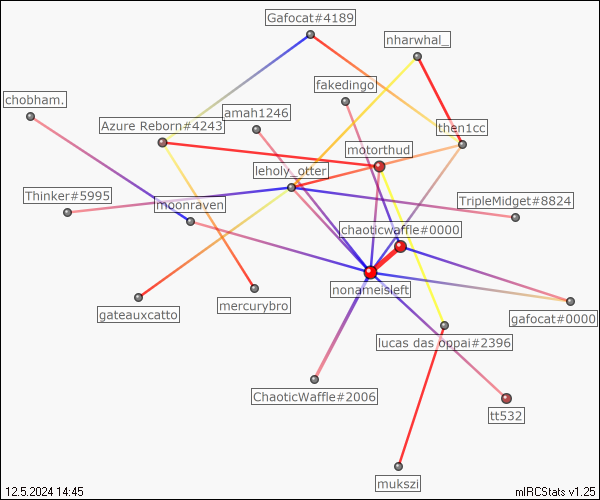 Gafocat#4189
nharwhal_
fakedingo
chobham.
amah1246
Azure Reborn#4243
then1cc
motorthud
leholy_otter
Thinker#5995
TripleMidget#8824
moonraven
chaoticwaffle#0000
nonameisleft
mercurybro
gateauxcatto
gafocat#0000
lucas das oppai#2396
ChaoticWaffle#2006
tt532
mukszi
12.5.2024 14:45
mIRCStats v1.25